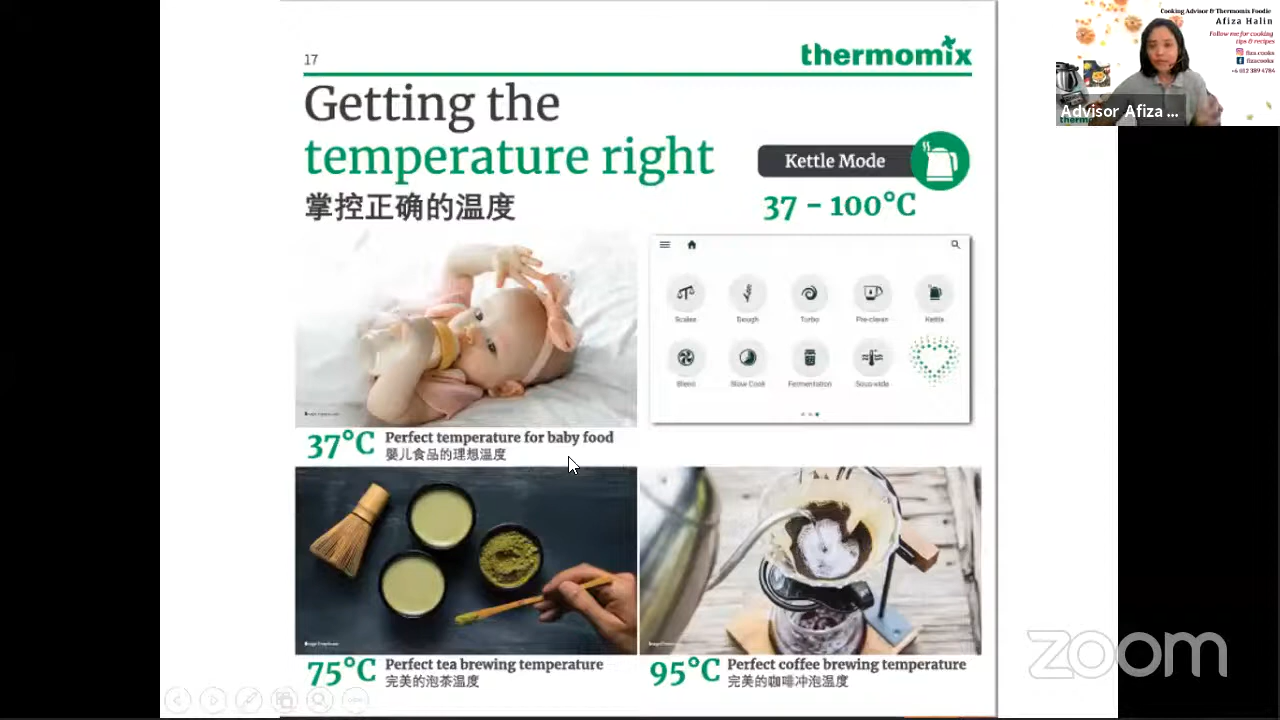 17
thermomix
Getting the
temperature right
掌控正确的温度
Kettle Mode
37 - 100°C
Scales
Dough
Turbo
Pre-clean
Kettle
Blend
Slow Cook
Fermentation
Sous-vide
37°C
Perfect temperature for baby food
婴儿食品的理想温度
75°C
Perfect tea brewing temperature
完美的泡茶温度
95°C
Perfect coffee brewing temperature
完美的咖啡冲泡温度
Cooking Advisor & Thermomix Foodie
Afiza Halin
Follow me for cooking
tips & recipes
fiza.cooks
fizacooks
+6 012 389 4784
Advisor Afiza ...
zoom